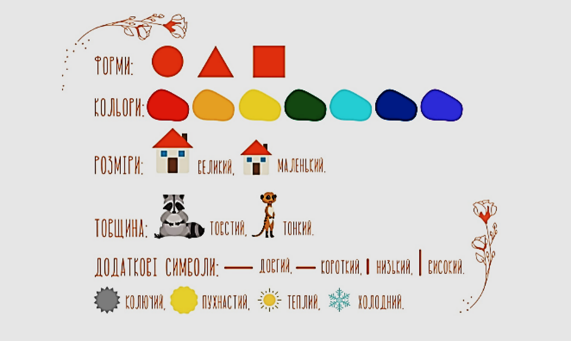 ФОРМИ:
КОЛЬОРИ:
РОЗМІРИ: ВЕЛИКИЙ, МАЛЕНЬКИЙ.
ТОВЩИНА: ТОВСТИЙ, ТОНКИЙ.
ДОДАТКОВІ СИМВОЛИ: ДОВГИЙ, КОРОТКИЙ, НИЗЬКИЙ, ВИСОКИЙ.
КОЛЮЧИЙ, ПУХНАСТИЙ, ТЕПЛИЙ, ХОЛОДНИЙ.